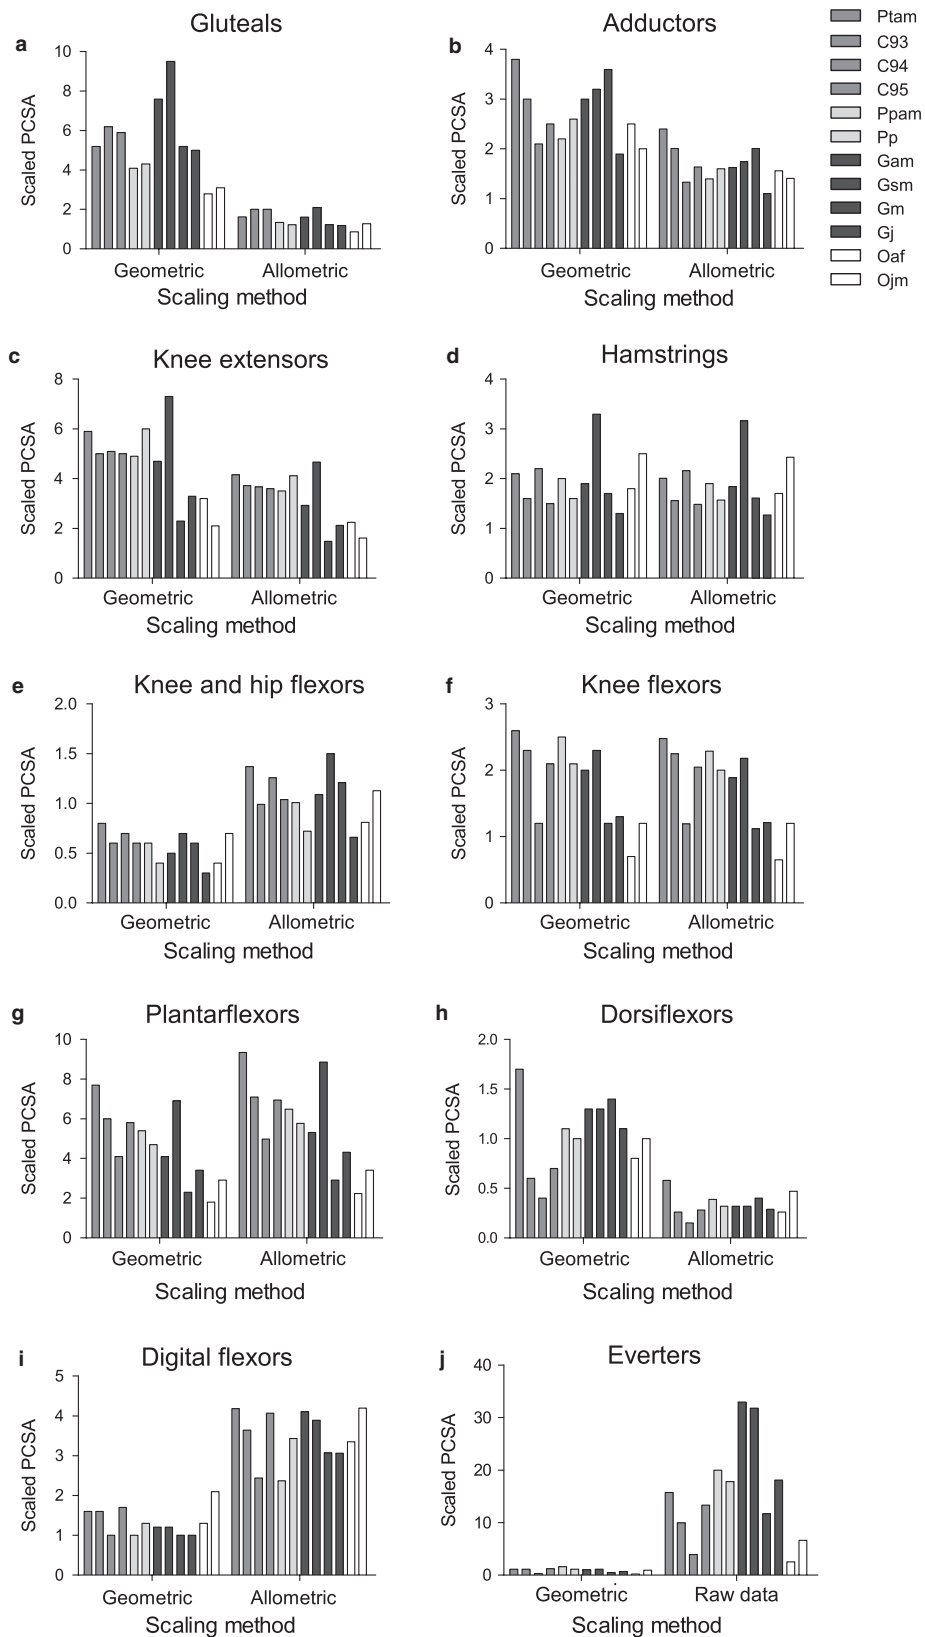 Gluteals
a
10
8
6
4
2
0
Scaled PCSA
Geometric Allometric
Scaling method
Adductors
b
4
3
2
1
0
Scaled PCSA
Geometric Allometric
Scaling method
Ptam
C93
C94
C95
Ppam
Pp
Gam
Gsm
Gm
Gj
Oaf
Ojm
c
Knee extensors
8
6
4
2
0
Scaled PCSA
Geometric Allometric
Scaling method
d
Hamstrings
4
3
2
1
0
Scaled PCSA
Geometric Allometric
Scaling method
e
Knee and hip flexors
2.0
1.5
1.0
0.5
0.0
Scaled PCSA
Geometric Allometric
Scaling method
f
Knee flexors
3
2
1
0
Scaled PCSA
Geometric Allometric
Scaling method
g
Plantarflexors
10
8
6
4
2
0
Scaled PCSA
Geometric Allometric
Scaling method
h
Dorsiflexors
2.0
1.5
1.0
0.5
0.0
Scaled PCSA
Geometric Allometric
Scaling method
i
Digital flexors
5
4
3
2
1
0
Scaled PCSA
Geometric Allometric
Scaling method
j
Everters
40
30
20
10
0
Scaled PCSA
Geometric Raw data
Scaling method